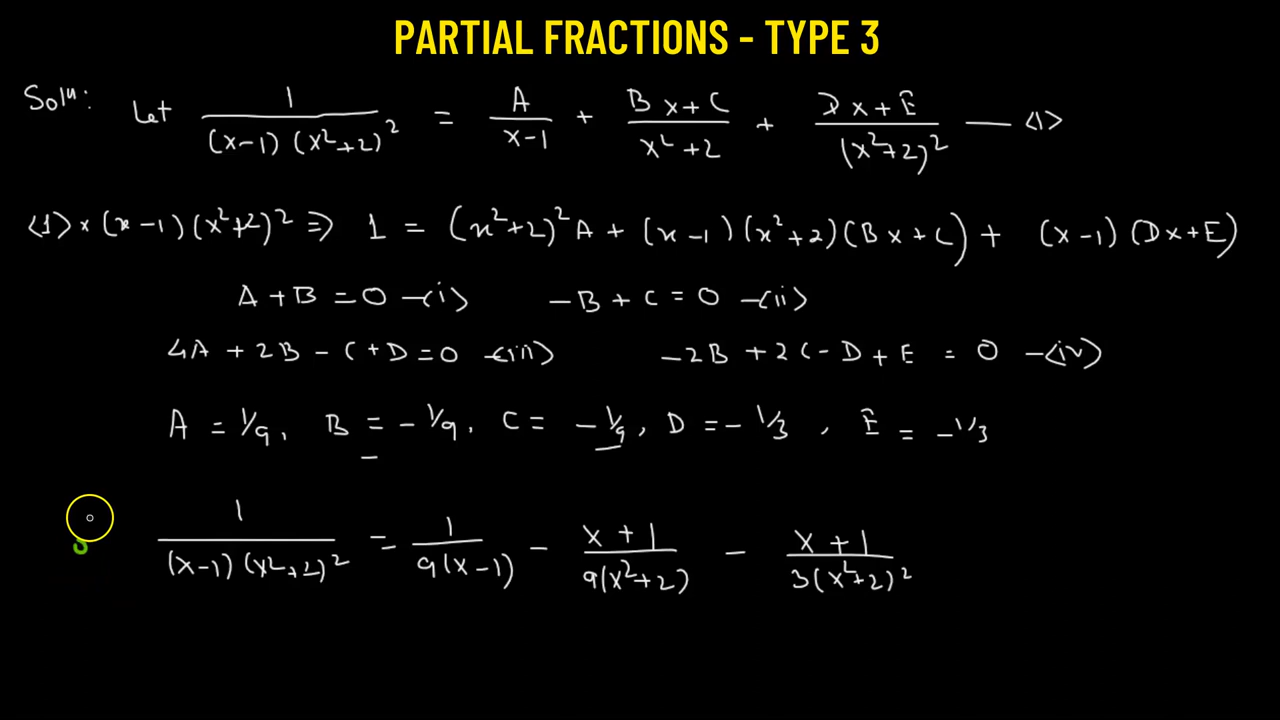 PARTIAL FRACTIONS - TYPE 3
Soln: Let 1/((x-1)(x²+2)²) = A/(x-1) + (Bx+C)/(x²+2) + (Dx+E)/(x²+2)² — <1>
<1> × (x-1)(x²+2)² ⇒ 1 = (x²+2)²A + (x-1)(x²+2)(Bx+C) + (x-1)(Dx+E)
A+B=0 -<i> -B+C=0 -<ii>
4A+2B-C+D=0 -<iii> -2B+2C-D+E=0 -<iv>
A = 1/9, B = -1/9, C = -1/9, D = -1/3, E = -1/3
1/((x-1)(x²+2)²) = 1/(9(x-1)) - (x+1)/(9(x²+2)) - (x+1)/(3(x²+2)²)